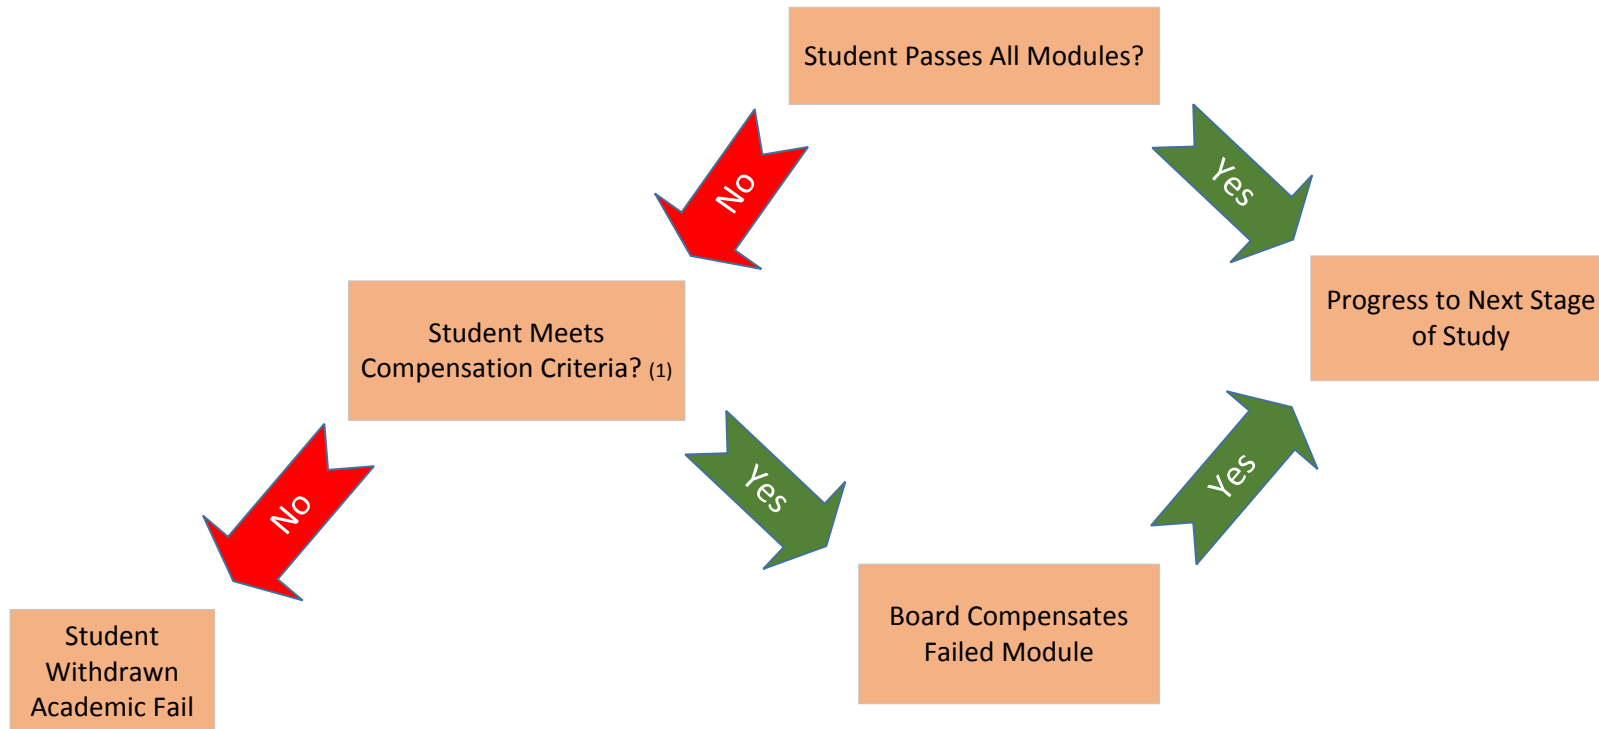 Student Passes All Modules?
No
Yes
Student Meets
Compensation Criteria? (1)
Progress to Next Stage
of Study
No
Yes
Yes
Board Compensates
Failed Module
Student
Withdrawn
Academic Fail